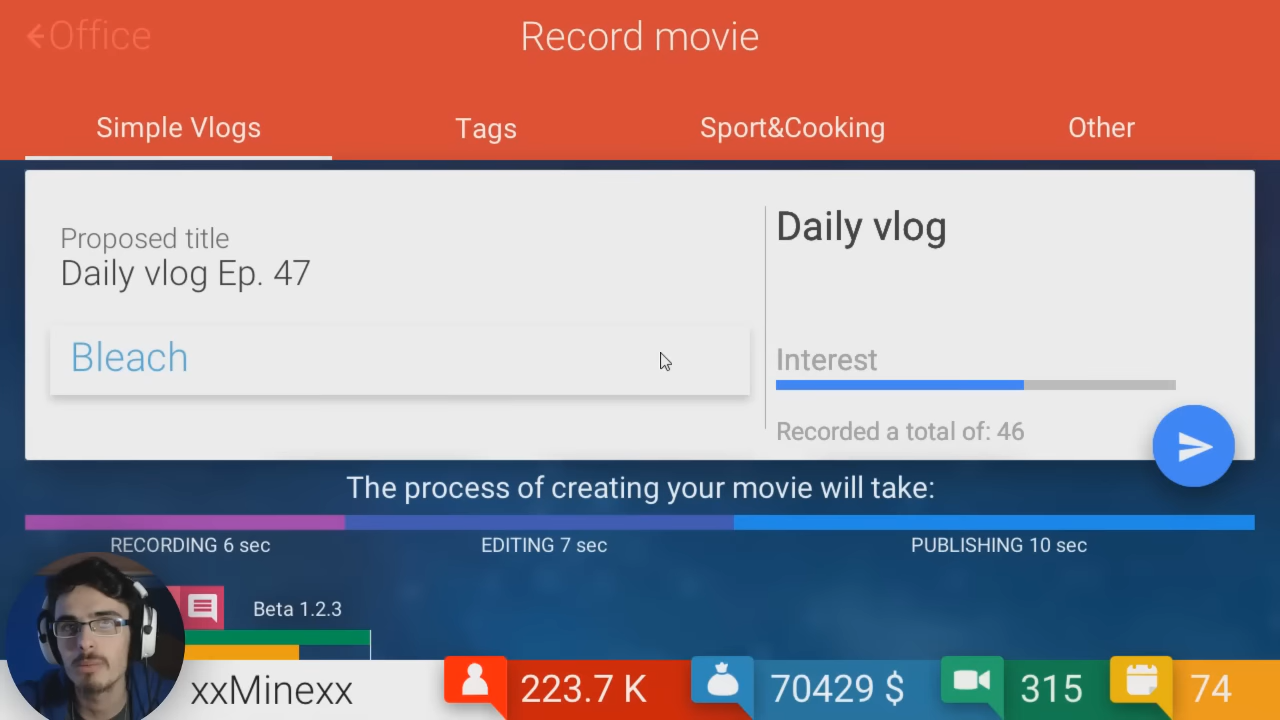 Office
Record movie
Simple Vlogs
Tags
Sport&Cooking
Other
Proposed title
Daily vlog Ep. 47
Bleach
Daily vlog
Interest
Recorded a total of: 46
The process of creating your movie will take:
RECORDING 6 sec
EDITING 7 sec
PUBLISHING 10 sec
Beta 1.2.3
xxMinexx
223.7 K
70429 $
315
74